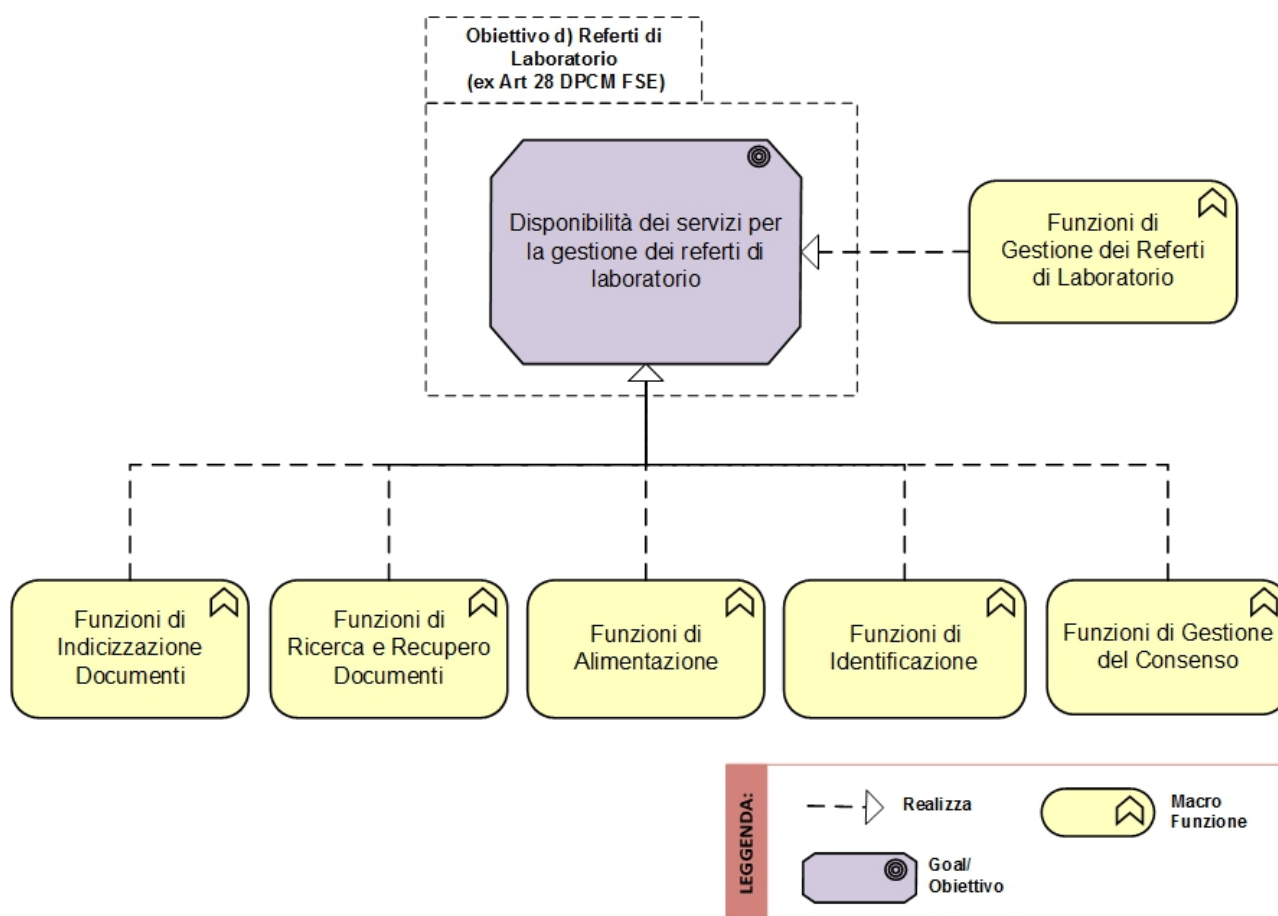 Obiettivo d) Referti di
Laboratorio
(ex Art 28 DPCM FSE)
Disponibilità dei servizi per
la gestione dei referti di
laboratorio
Funzioni di
Gestione dei Referti
di Laboratorio
Funzioni di
Indicizzazione
Documenti
Funzioni di
Ricerca e Recupero
Documenti
Funzioni di
Alimentazione
Funzioni di
Identificazione
Funzioni di Gestione
del Consenso
LEGGENDA:
Realizza
Macro
Funzione
Goal/
Obiettivo